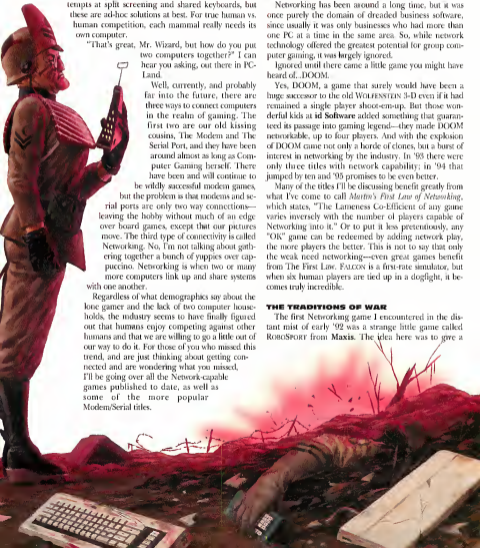 tempts at split screening and shared keyboards, but
these are ad-hoc solutions at best. For true human vs.
human competition, each mammal really needs its
own computer.
"That's great, Mr. Wizard, but how do you put
two computers together?" I can
hear you asking, out there in PC-
Land.
Well, currently, and probably
far into the future, there are
three ways to connect computers
in the realm of gaming. The
first two are our old kissing
cousins, The Modem and The
Serial Port, and they have been
around almost as long as Com-
puter Gaming herself. There
have been and will continue to
be wildly successful modem games,
but the problem is that modems and se-
rial ports are only two way connections—
leaving the hobby without much of an edge
over board games, except that our pictures
move. The third type of connectivity is called
Networking. No, I'm not talking about gath-
ering together a bunch of yuppies over cap-
puccino. Networking is when two or many
more computers link up and share systems
with one another.
Regardless of what demographics say about the
lone gamer and the lack of two computer house-
holds, the industry seems to have finally figured
out that humans enjoy competing against other
humans and that we are willing to go a little out of
our way to do it. For those of you who missed this
trend, and are just thinking about getting con-
nected and are wondering what you missed,
I'll be going over all the Network-capable
games published to date, as well as
some of the more popular
Modem/Serial titles.
Networking has been around a long time, but it was
once purely the domain of dreaded business software,
since usually it was only businesses who had more than
one PC at a time in the same area. So, while network
technology offered the greatest potential for group com-
puter gaming, it was largely ignored.
Ignored until there came a little game you might have
heard of...DOOM.
Yes, DOOM, a game that surely would have been a
huge successor to the old WOLFENSTEIN 3-D even if it had
remained a single player shoot-em-up. But those won-
derful kids at id Software added something that guaran-
teed its passage into gaming legend—they made DOOM
networkable, up to four players. And with the explosion
of DOOM came not only a horde of clones, but a burst of
interest in networking by the industry. In '93 there were
only three titles with network capability; in '94 that
jumped by ten and '95 promises to be even better.
Many of the titles I'll be discussing benefit greatly from
what I've come to call Martin's First Law of Networking,
which states, "The Lameness Co-Efficient of any game
varies inversely with the number of players capable of
Networking into it." Or to put it less pretentiously, any
"OK" game can be redeemed by adding network play,
the more players the better. This is not to say that only
the weak need networking—even great games benefit
from The First Law. FALCON is a first-rate simulator, but
when six human players are tied up in a dogfight, it be-
comes truly incredible.
THE TRADITIONS OF WAR
The first Networking game I encountered in the dis-
tant mist of early '92 was a strange little game called
ROBOSPORT from Maxis. The idea here was to give a